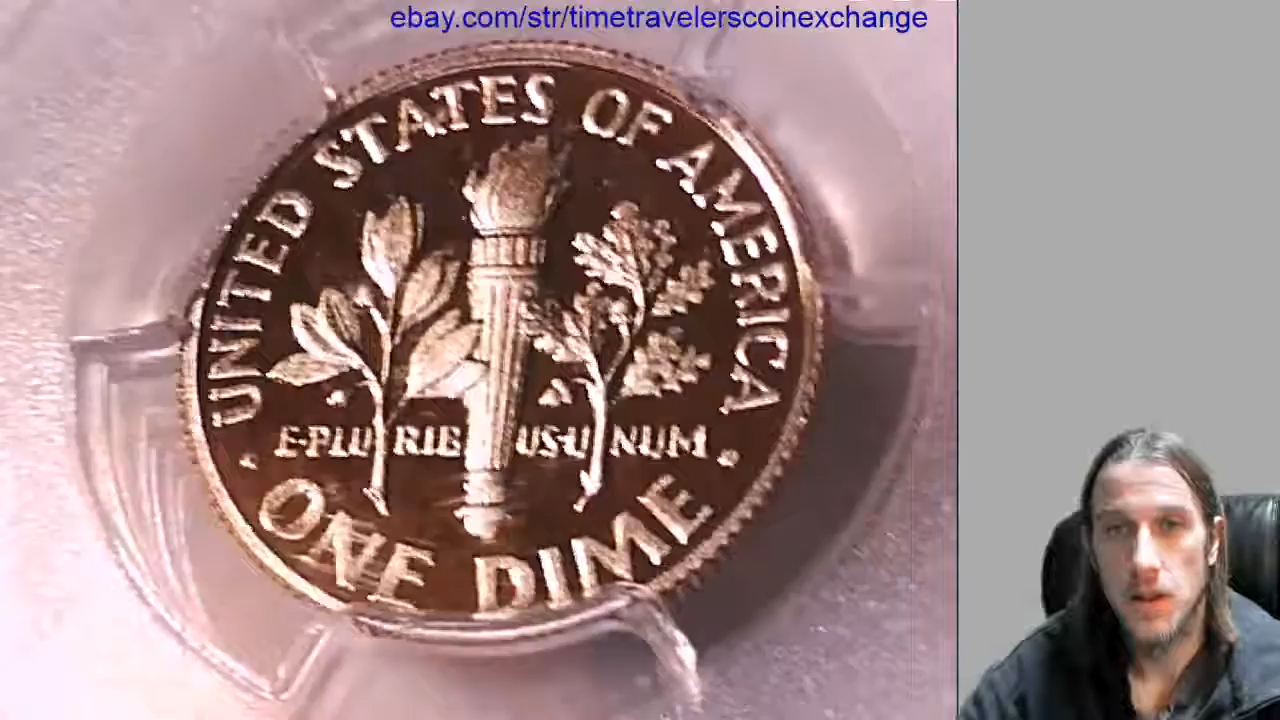 ebay.com/str/timetravelerscoinexchange
UNITED STATES OF AMERICA
E·PLURIBUS·UNUM
ONE DIME